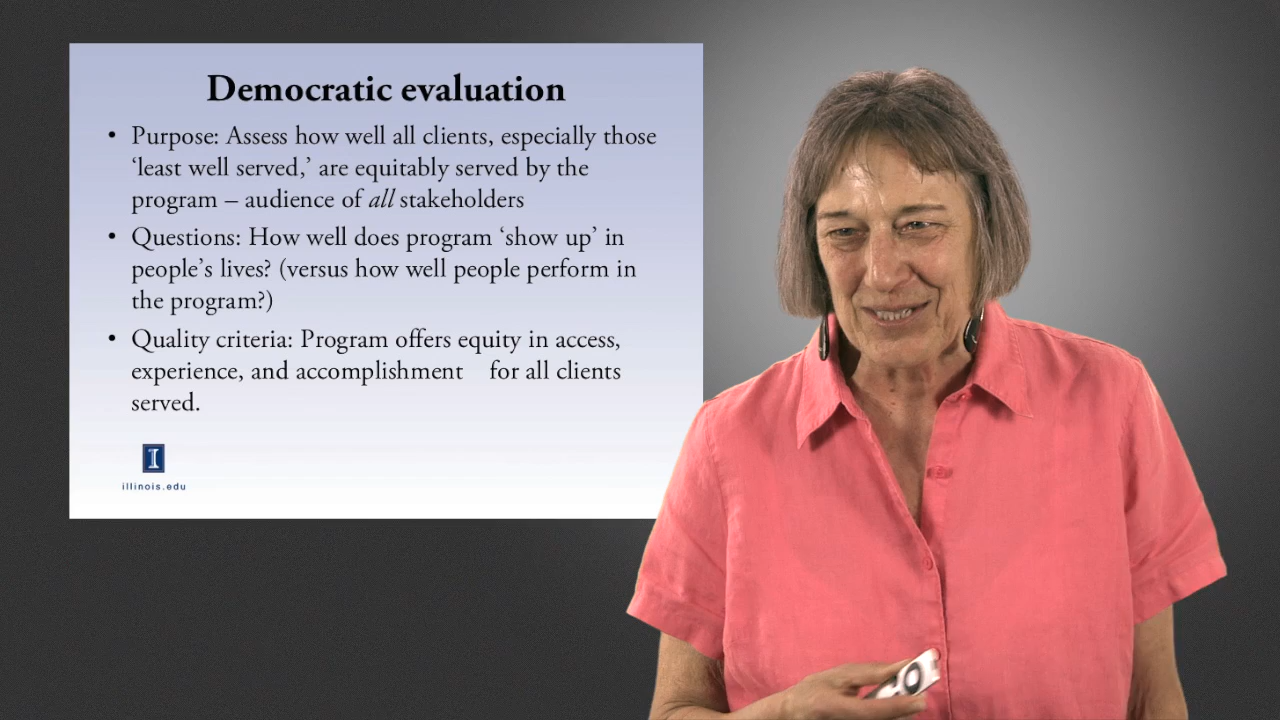 Democratic evaluation
• Purpose: Assess how well all clients, especially those
‘least well served,’ are equitably served by the
program – audience of all stakeholders
• Questions: How well does program ‘show up’ in
people’s lives? (versus how well people perform in
the program?)
• Quality criteria: Program offers equity in access,
experience, and accomplishment for all clients
served.
I
illinois.edu